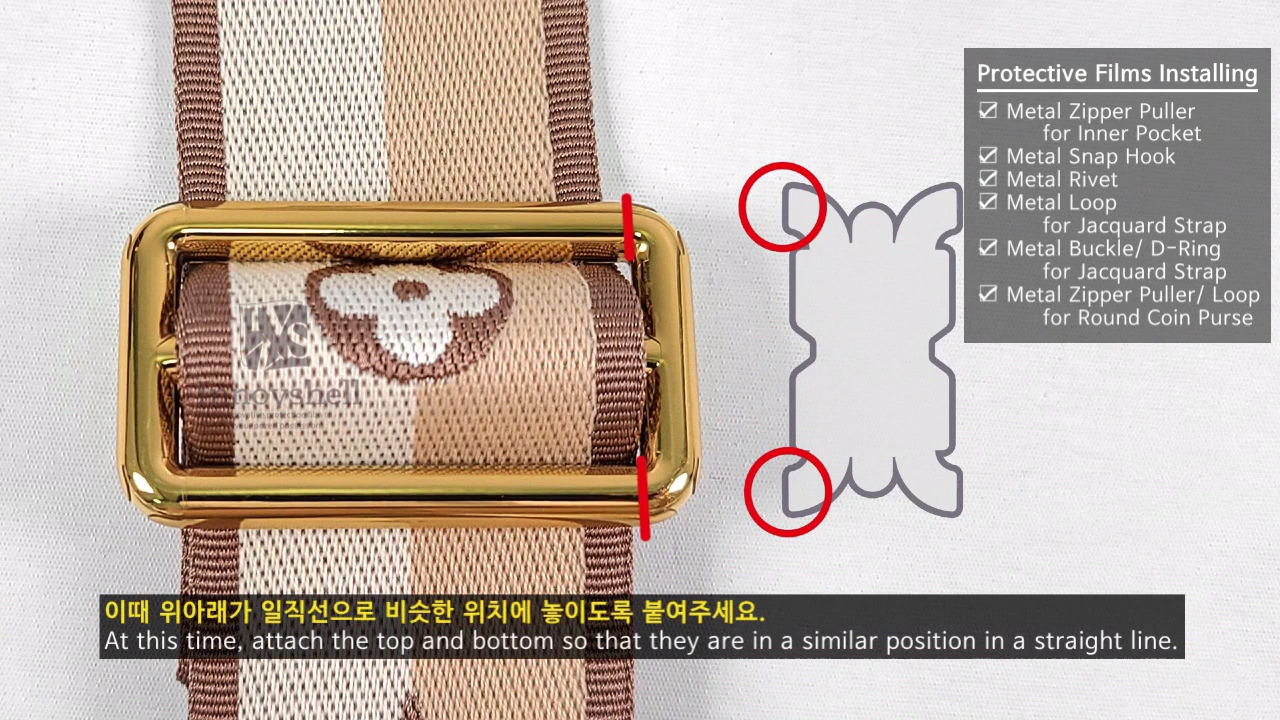 Protective Films Installing
☑ Metal Zipper Puller
for Inner Pocket
☑ Metal Snap Hook
☑ Metal Rivet
☑ Metal Loop
for Jacquard Strap
☑ Metal Buckle/ D-Ring
for Jacquard Strap
☑ Metal Zipper Puller/ Loop
for Round Coin Purse
Innovshell
이때 위아래가 일직선으로 비슷한 위치에 놓이도록 붙여주세요.
At this time, attach the top and bottom so that they are in a similar position in a straight line.